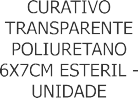 CURATIVO
TRANSPARENTE
POLIURETANO
6X7CM ESTERIL -
UNIDADE